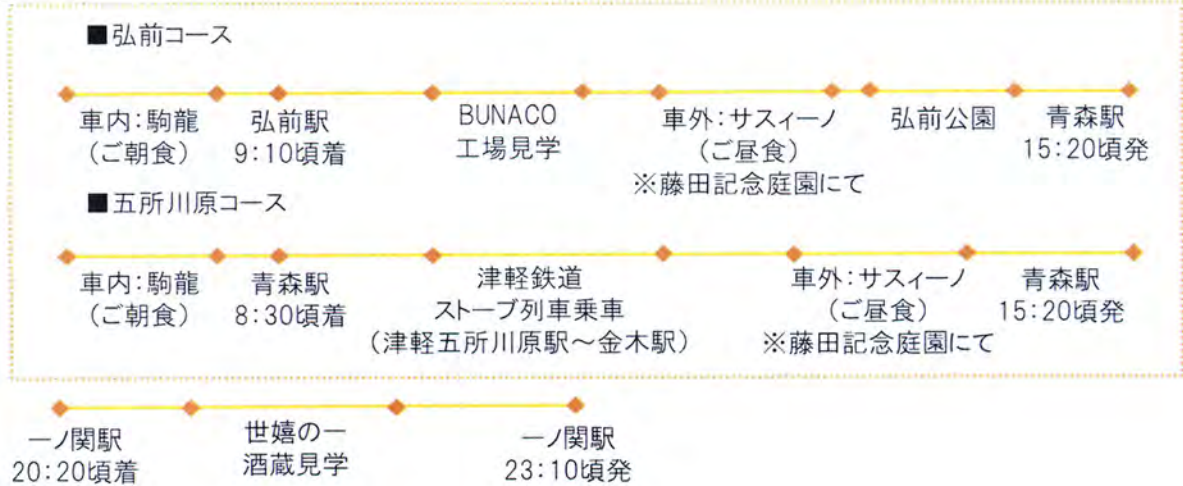 ■弘前コース
車内：駒龍
（ご朝食）
弘前駅
9：10頃着
BUNACO
工場見学
車外：サスィーノ
（ご昼食）
※藤田記念庭園にて
弘前公園
青森駅
15：20頃発
■五所川原コース
車内：駒龍
（ご朝食）
青森駅
8：30頃着
津軽鉄道
ストーブ列車乗車
（津軽五所川原駅～金木駅）
車外：サスィーノ
（ご昼食）
※藤田記念庭園にて
青森駅
15：20頃発
一ノ関駅
20：20頃着
世嬉の一
酒蔵見学
一ノ関駅
23：10頃発